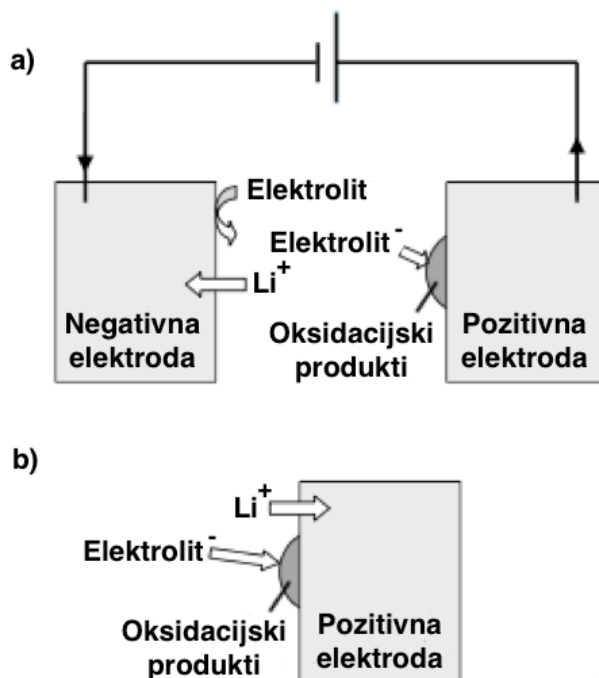 a)
Elektrolit
Elektrolit-
Li+
Negativna
elektroda
Oksidacijski
produkti
Pozitivna
elektroda
b)
Li+
Elektrolit-
Oksidacijski
produkti
Pozitivna
elektroda